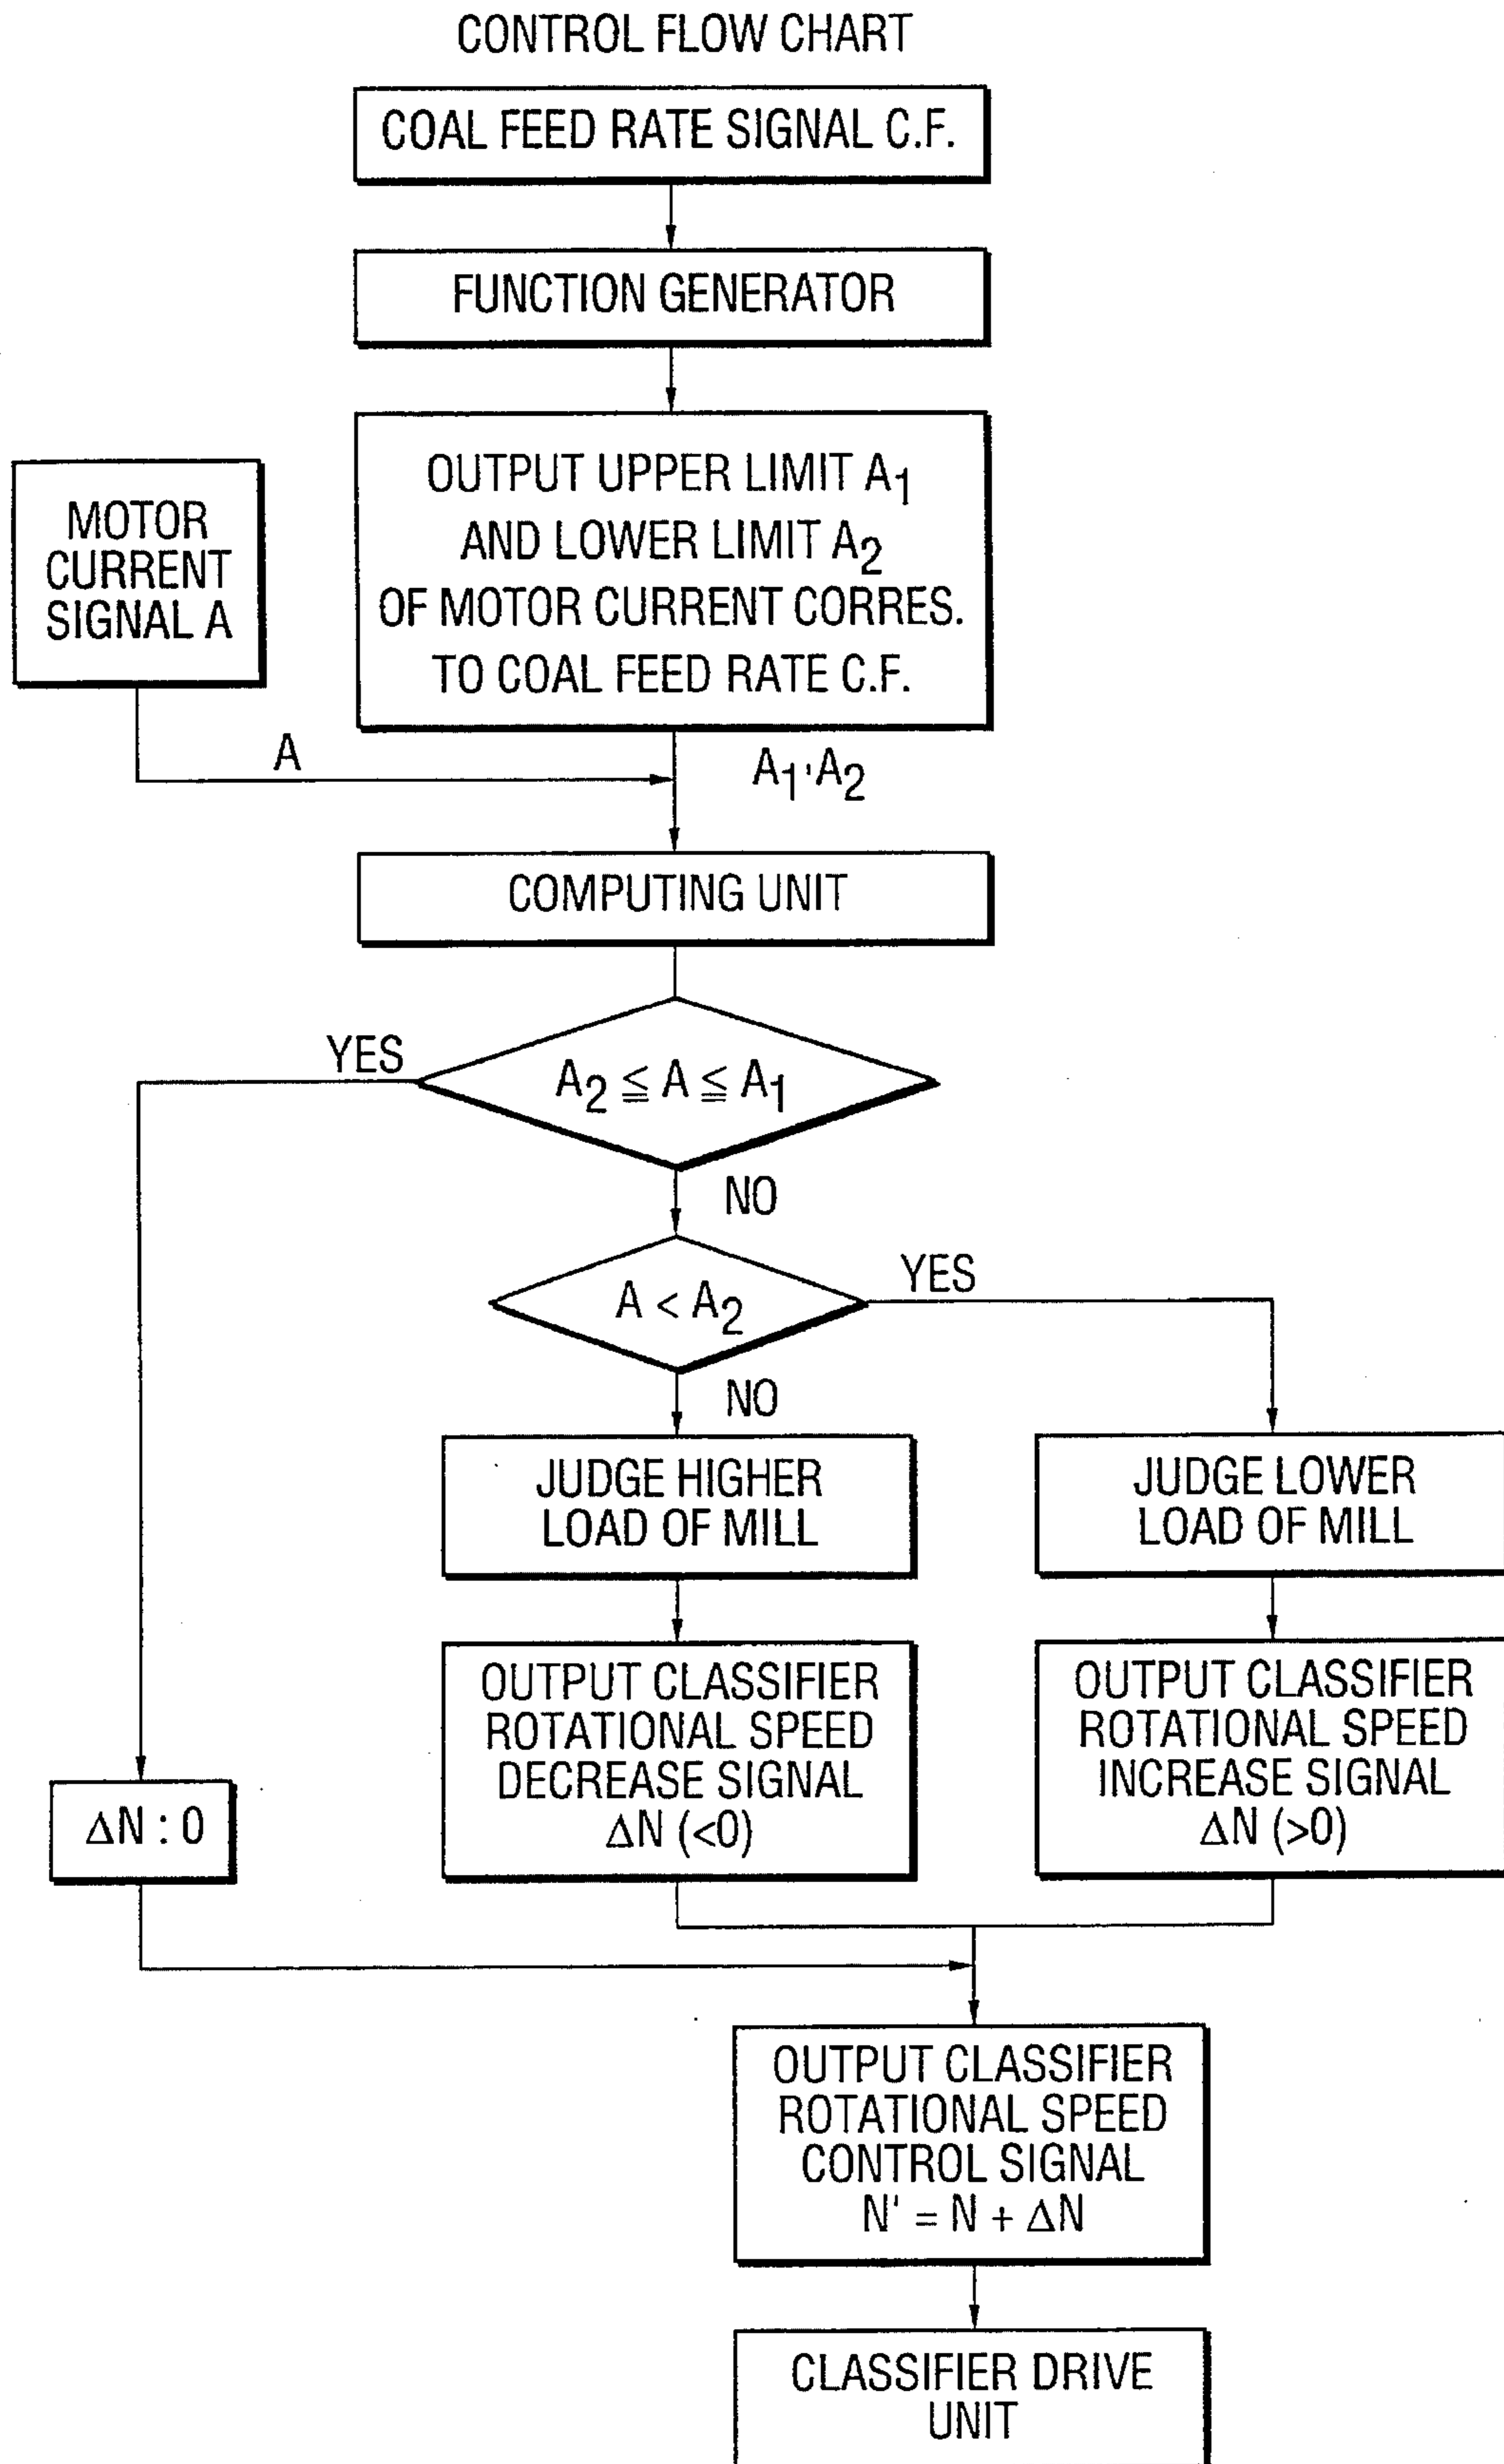 CONTROL FLOW CHART
COAL FEED RATE SIGNAL C.F.
FUNCTION GENERATOR
OUTPUT UPPER LIMIT A1
AND LOWER LIMIT A2
OF MOTOR CURRENT CORRES.
TO COAL FEED RATE C.F.
MOTOR
CURRENT
SIGNAL A
A
A1, A2
COMPUTING UNIT
YES
A2 ≦ A ≦ A1
NO
YES
A < A2
NO
JUDGE HIGHER
LOAD OF MILL
JUDGE LOWER
LOAD OF MILL
OUTPUT CLASSIFIER
ROTATIONAL SPEED
DECREASE SIGNAL
ΔN (<0)
OUTPUT CLASSIFIER
ROTATIONAL SPEED
INCREASE SIGNAL
ΔN (>0)
ΔN : 0
OUTPUT CLASSIFIER
ROTATIONAL SPEED
CONTROL SIGNAL
N' = N + ΔN
CLASSIFIER DRIVE
UNIT